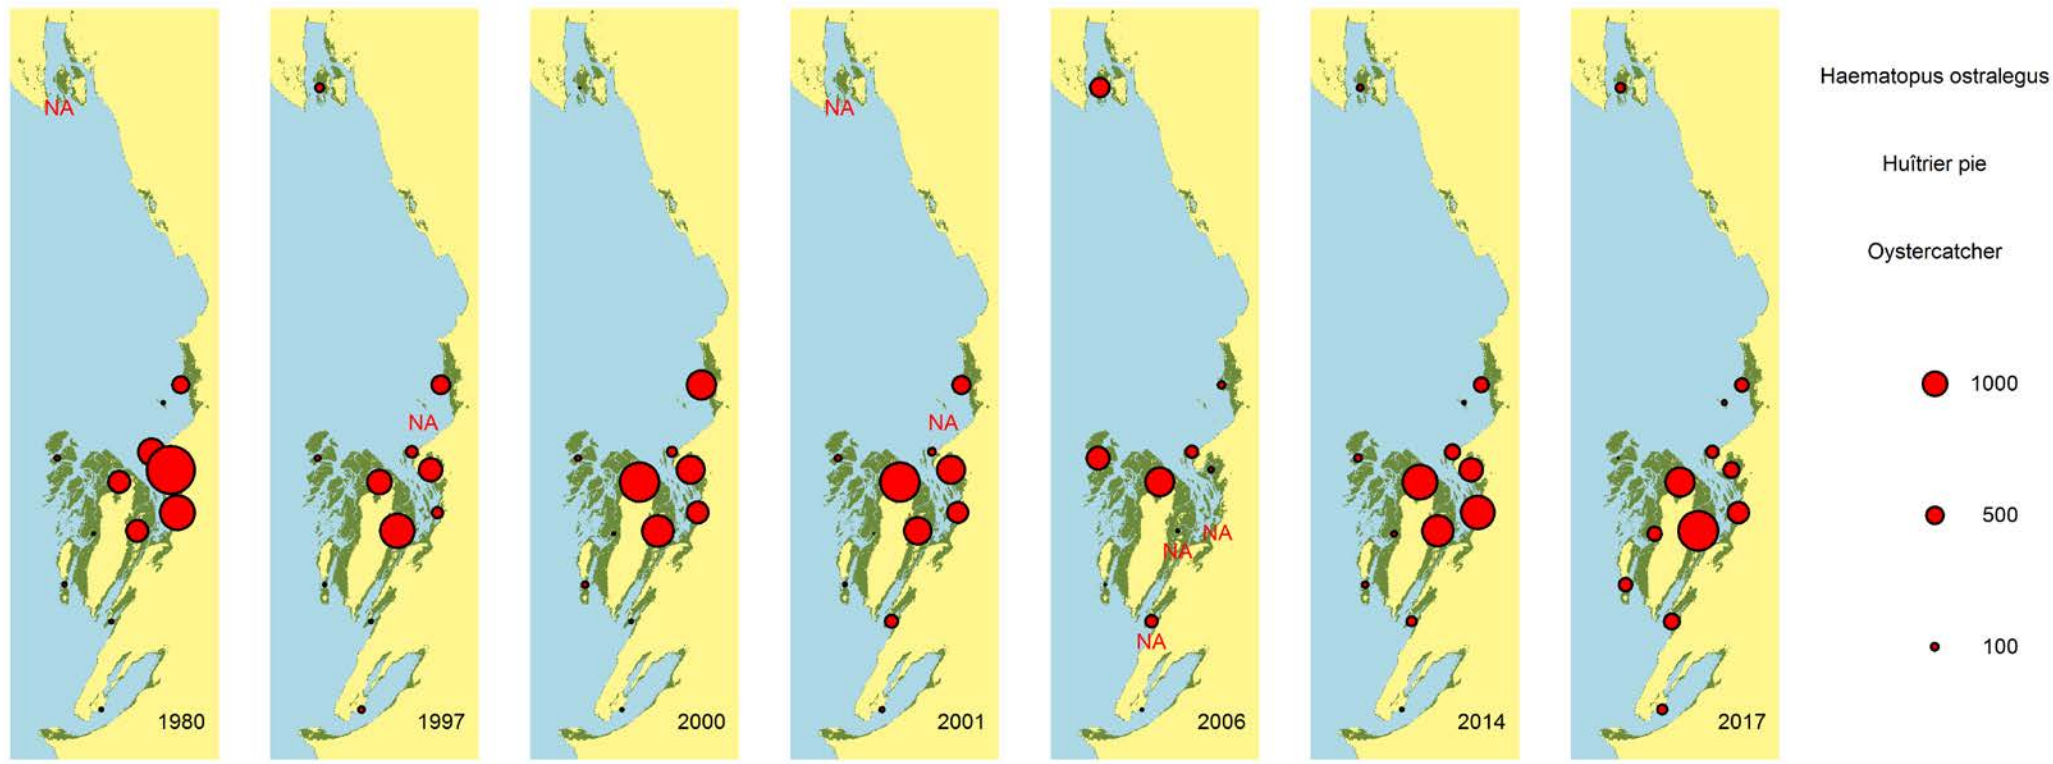 NA
NA
Haematopus ostralegus
Huîtrier pie
Oystercatcher
1000
NA
NA
500
NA
NA
NA
100
1980
1997
2000
2001
2006
2014
2017